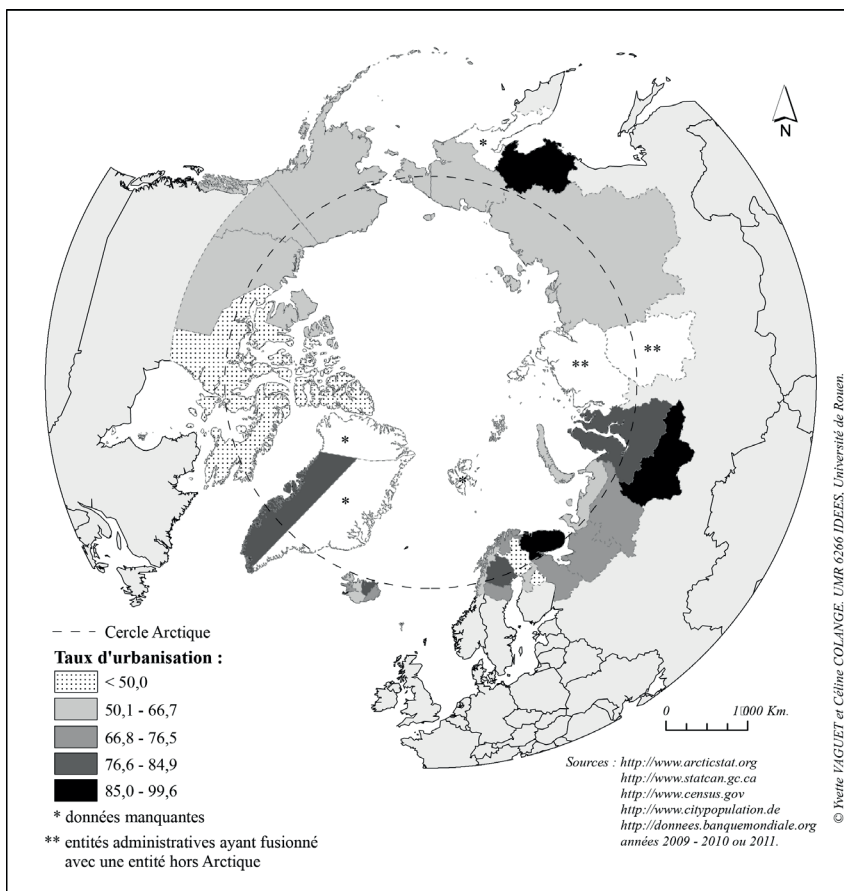 *
N
**
**
*
*
*
– – – Cercle Arctique
Taux d'urbanisation :
< 50,0
50,1 - 66,7
66,8 - 76,5
76,6 - 84,9
85,0 - 99,6
* données manquantes
** entités administratives ayant fusionné
avec une entité hors Arctique
0 1000 Km.
Sources : http://www.arcticstat.org
http://www.statcan.gc.ca
http://www.census.gov
http://www.citypopulation.de
http://donnees.banquemondiale.org
années 2009 - 2010 ou 2011.
© Yvette VAGUET et Céline COLANGE. UMR 6266 IDEES, Université de Rouen.